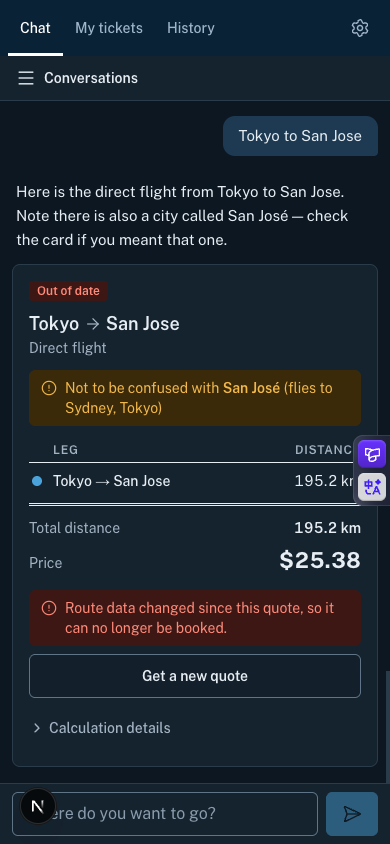 Chat My tickets History
Conversations
Tokyo to San Jose
Here is the direct flight from Tokyo to San Jose.
Note there is also a city called San José — check
the card if you meant that one.
Out of date
Tokyo → San Jose
Direct flight
Not to be confused with San José (flies to
Sydney, Tokyo)
LEG DISTANC
Tokyo → San Jose 195.2 km
Total distance 195.2 km
Price $25.38
Route data changed since this quote, so it
can no longer be booked.
Get a new quote
Calculation details
N ere do you want to go?